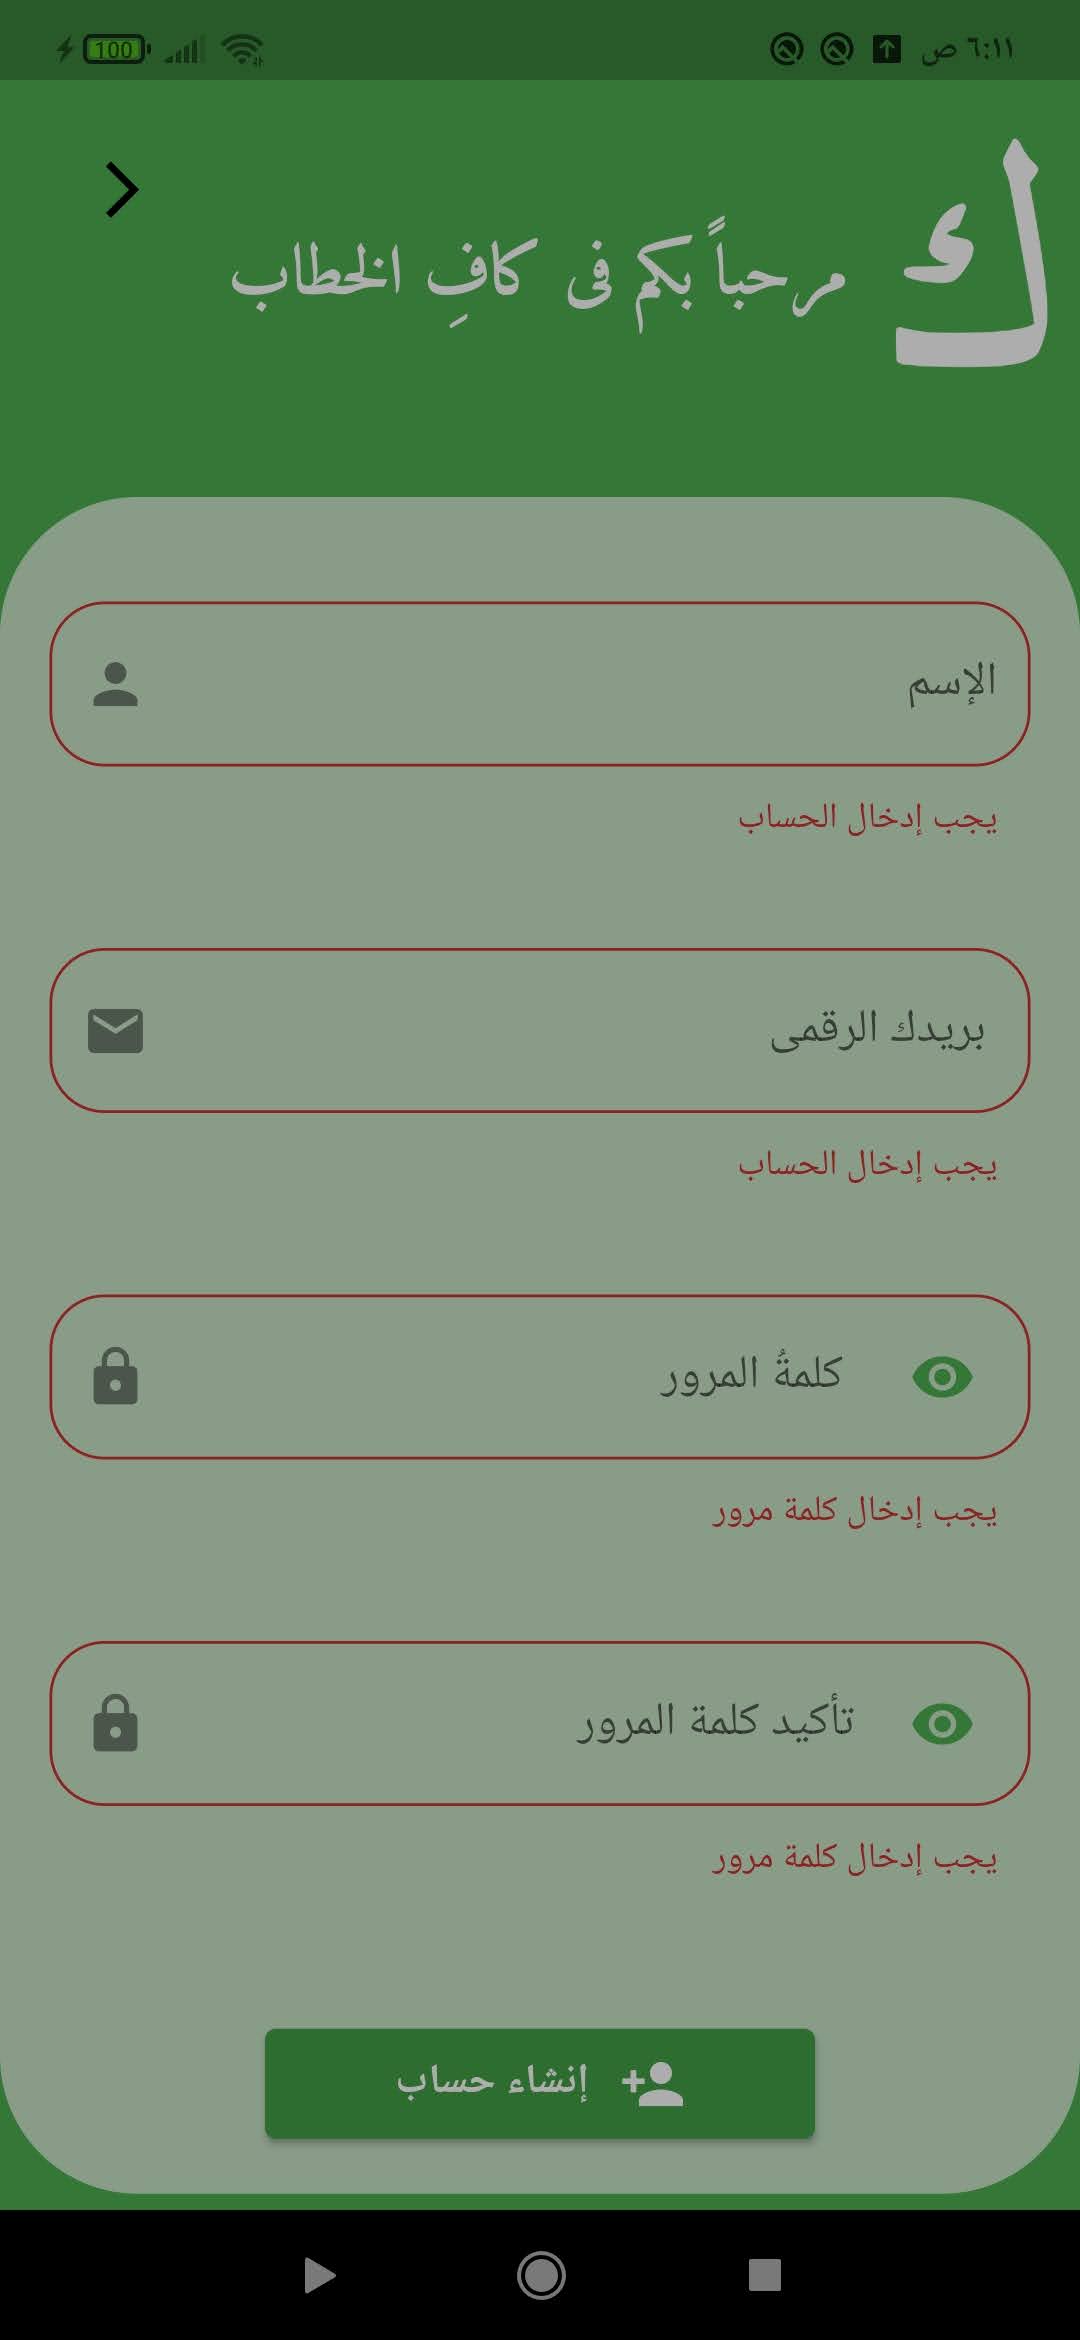 ٦:١١ ص
100
ك
مرحباً بكم فى كافِ الخطاب
الإسم
يجب إدخال الحساب
بريدك الرقمى
يجب إدخال الحساب
كلمةُ المرور
يجب إدخال كلمة مرور
تأكيد كلمة المرور
يجب إدخال كلمة مرور
إنشاء حساب